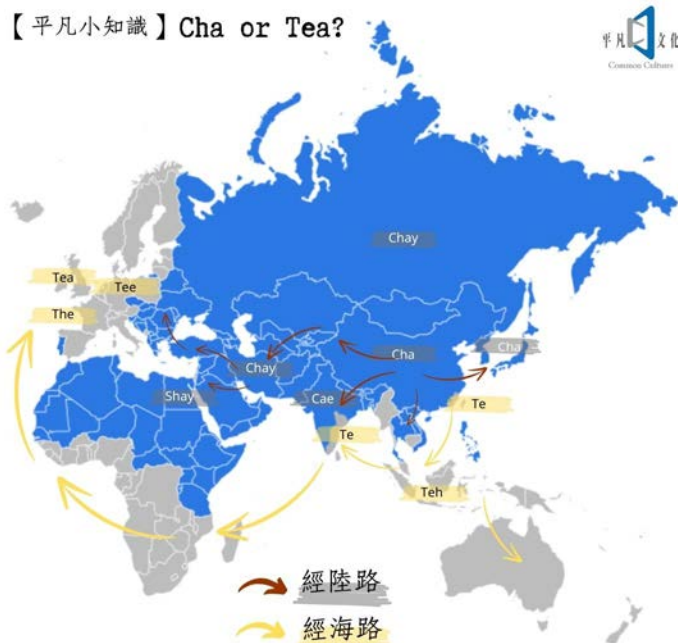 【平凡小知識】Cha or Tea?
平凡文化
Common Cultures
Chay
Tea
Tee
The
Cha
Cha
Chay
Shay
Cae
Te
Te
Teh
經陸路
經海路